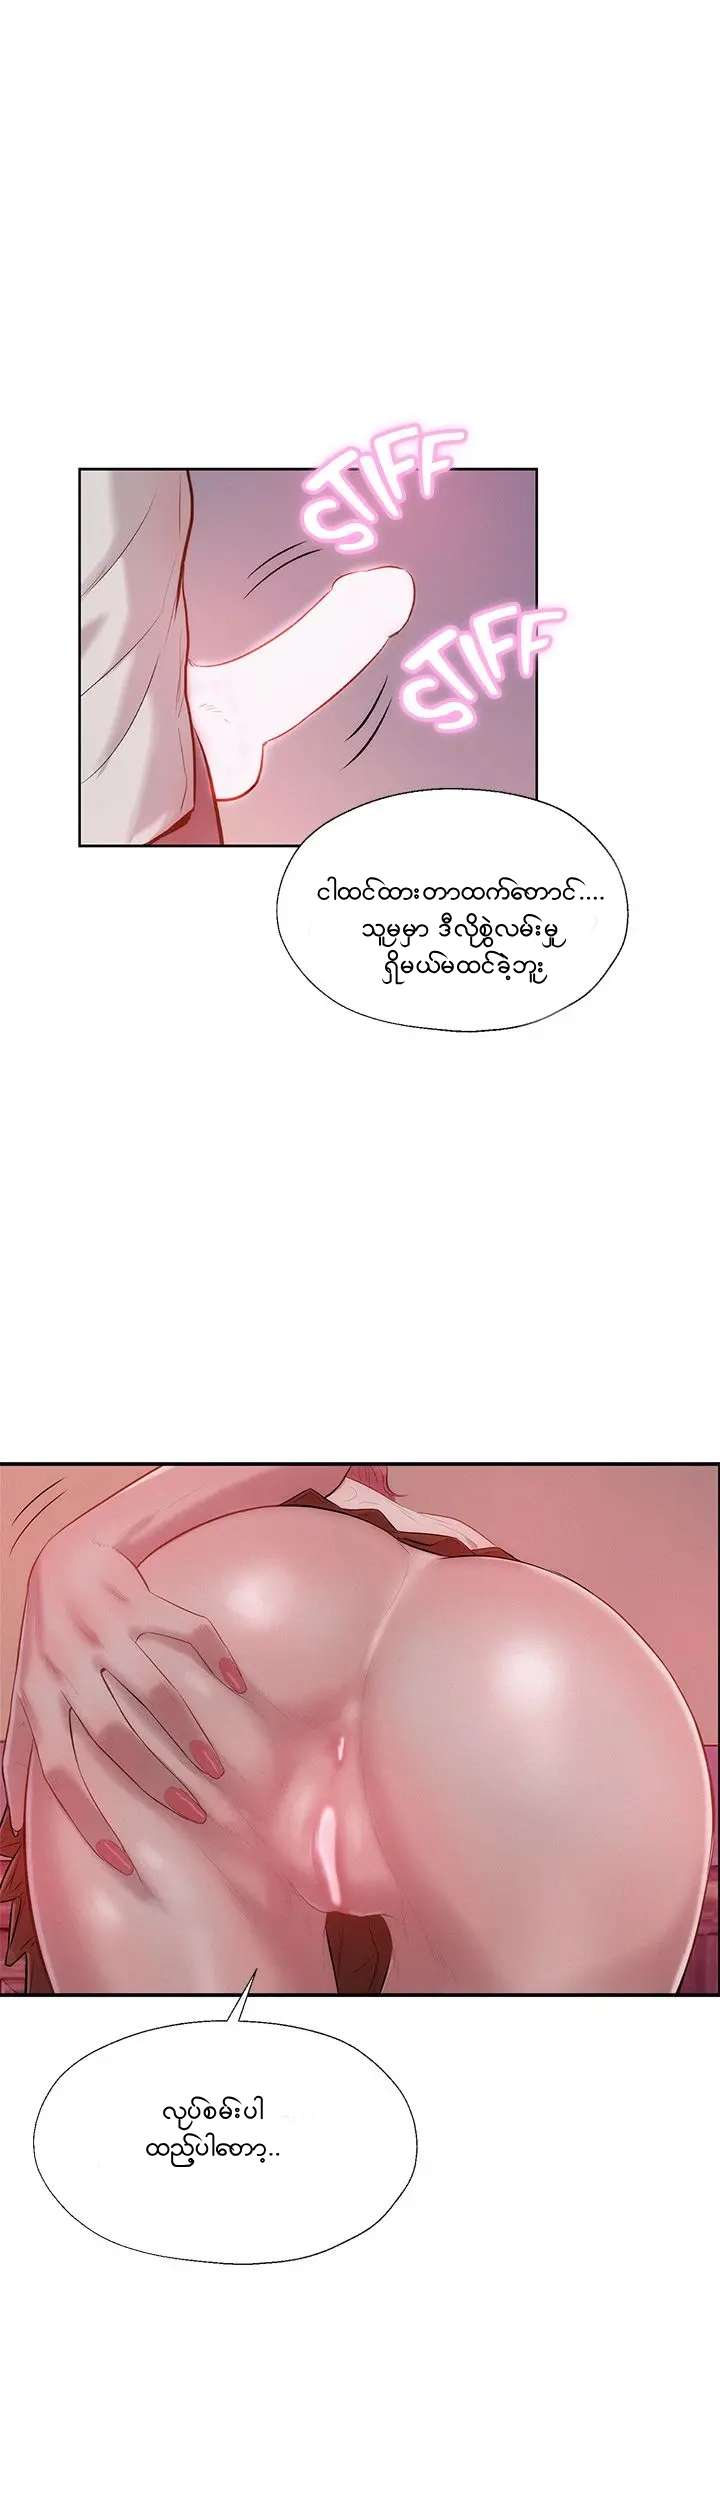 STIFF
STIFF
ငါထင်ထားတာထက်တောင်....
သူမမှာ ဒီလိုစွဲလမ်းမှု
ရှိမယ်မထင်ခဲ့ဘူး
လုပ်စမ်းပါ
ထည့်ပါတော့..